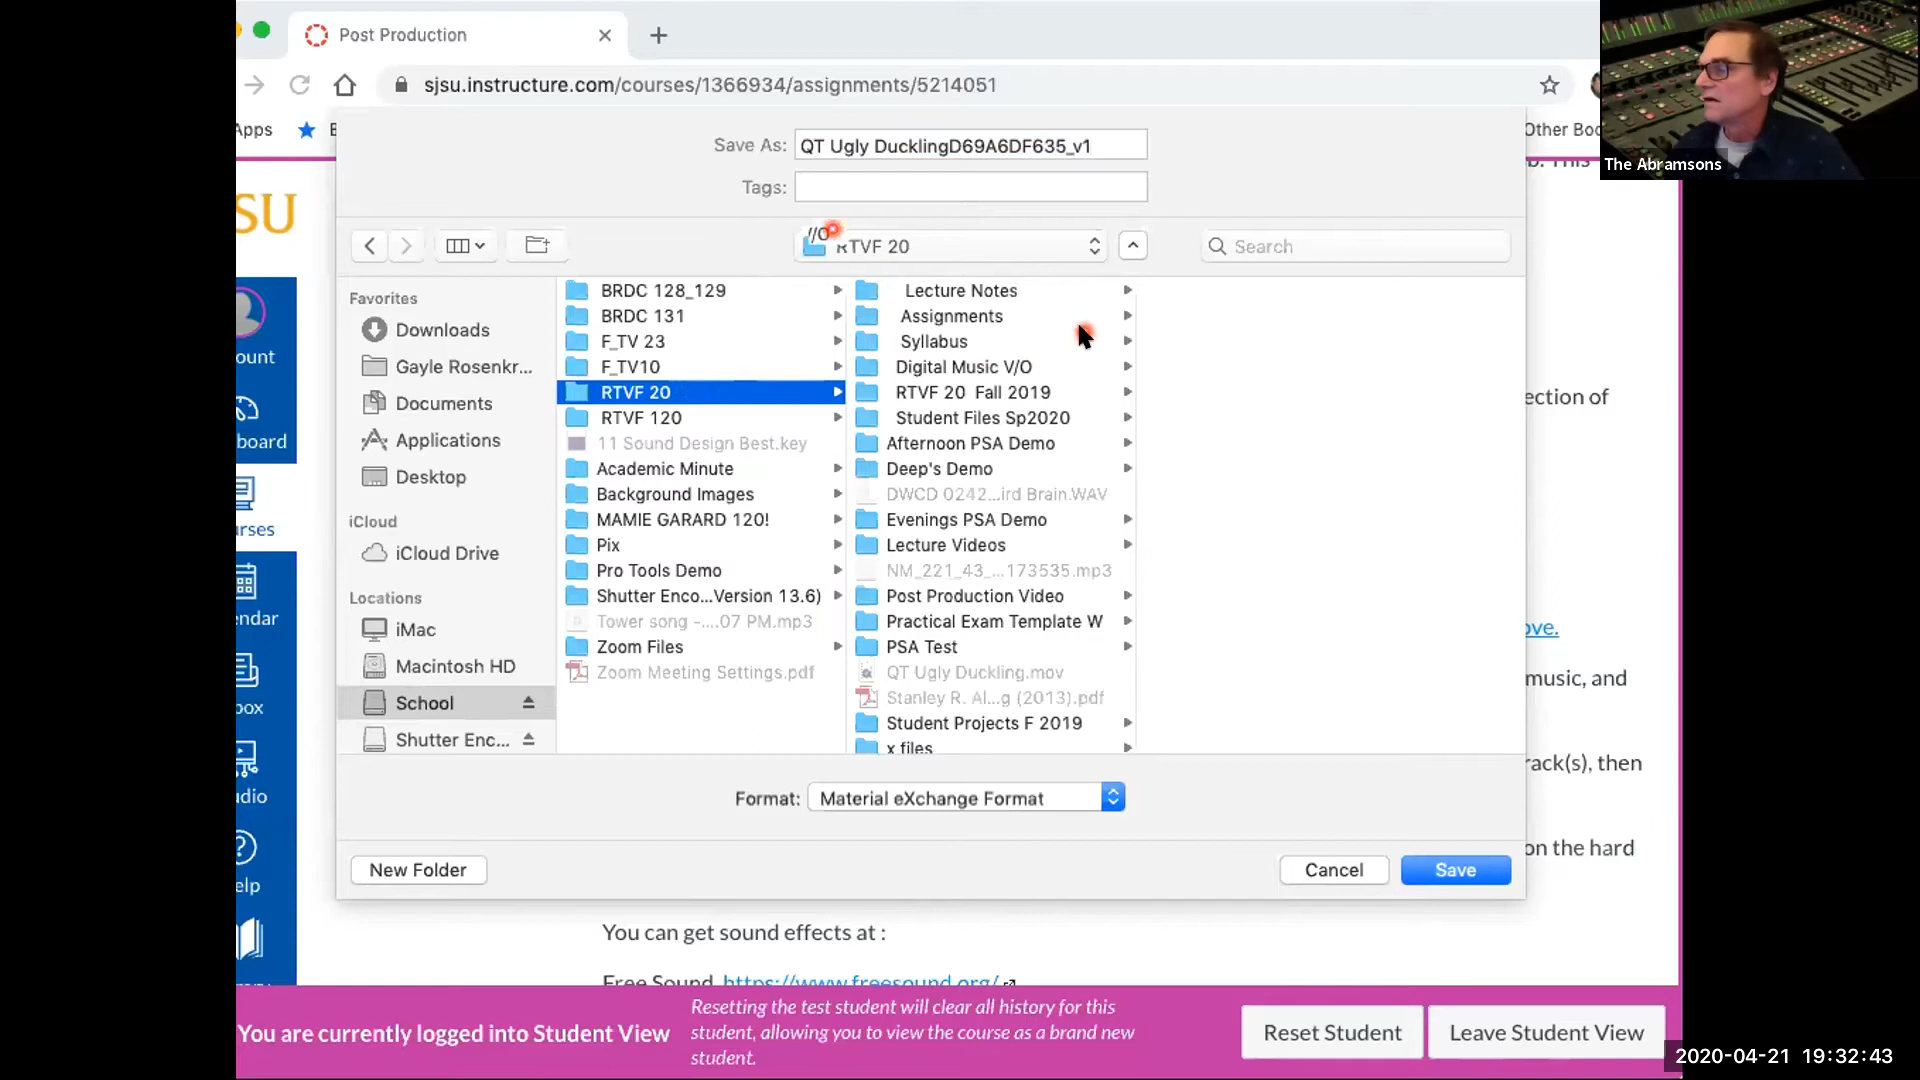 Post Production
sjsu.instructure.com/courses/1366934/assignments/5214051
Apps
Other Boo
The Abramsons
Save As: QT Ugly DucklingD69A6DF635_v1
Tags:
SU
RTVF 20
Search
Favorites
Downloads
Gayle Rosenkr...
Documents
Applications
Desktop
iCloud
iCloud Drive
Locations
iMac
Macintosh HD
School
Shutter Enc...
BRDC 128_129
BRDC 131
F_TV 23
F_TV10
RTVF 20
RTVF 120
11 Sound Design Best.key
Academic Minute
Background Images
MAMIE GARARD 120!
Pix
Pro Tools Demo
Shutter Enco...Version 13.6)
Tower song -....07 PM.mp3
Zoom Files
Zoom Meeting Settings.pdf
Lecture Notes
Assignments
Syllabus
Digital Music V/O
RTVF 20 Fall 2019
Student Files Sp2020
Afternoon PSA Demo
Deep's Demo
DWCD 0242...ird Brain.WAV
Evenings PSA Demo
Lecture Videos
NM_221_43_...173535.mp3
Post Production Video
Practical Exam Template W
PSA Test
QT Ugly Duckling.mov
Stanley R. Al...g (2013).pdf
Student Projects F 2019
x files
Format: Material eXchange Format
New Folder
Cancel
Save
ount
board
rses
endar
box
udio
elp
ection of
ove.
music, and
rack(s), then
on the hard
You can get sound effects at :
Free Sound https://www.freesound.org/
You are currently logged into Student View
Resetting the test student will clear all history for this
student, allowing you to view the course as a brand new
student.
Reset Student
Leave Student View
2020-04-21 19:32:43